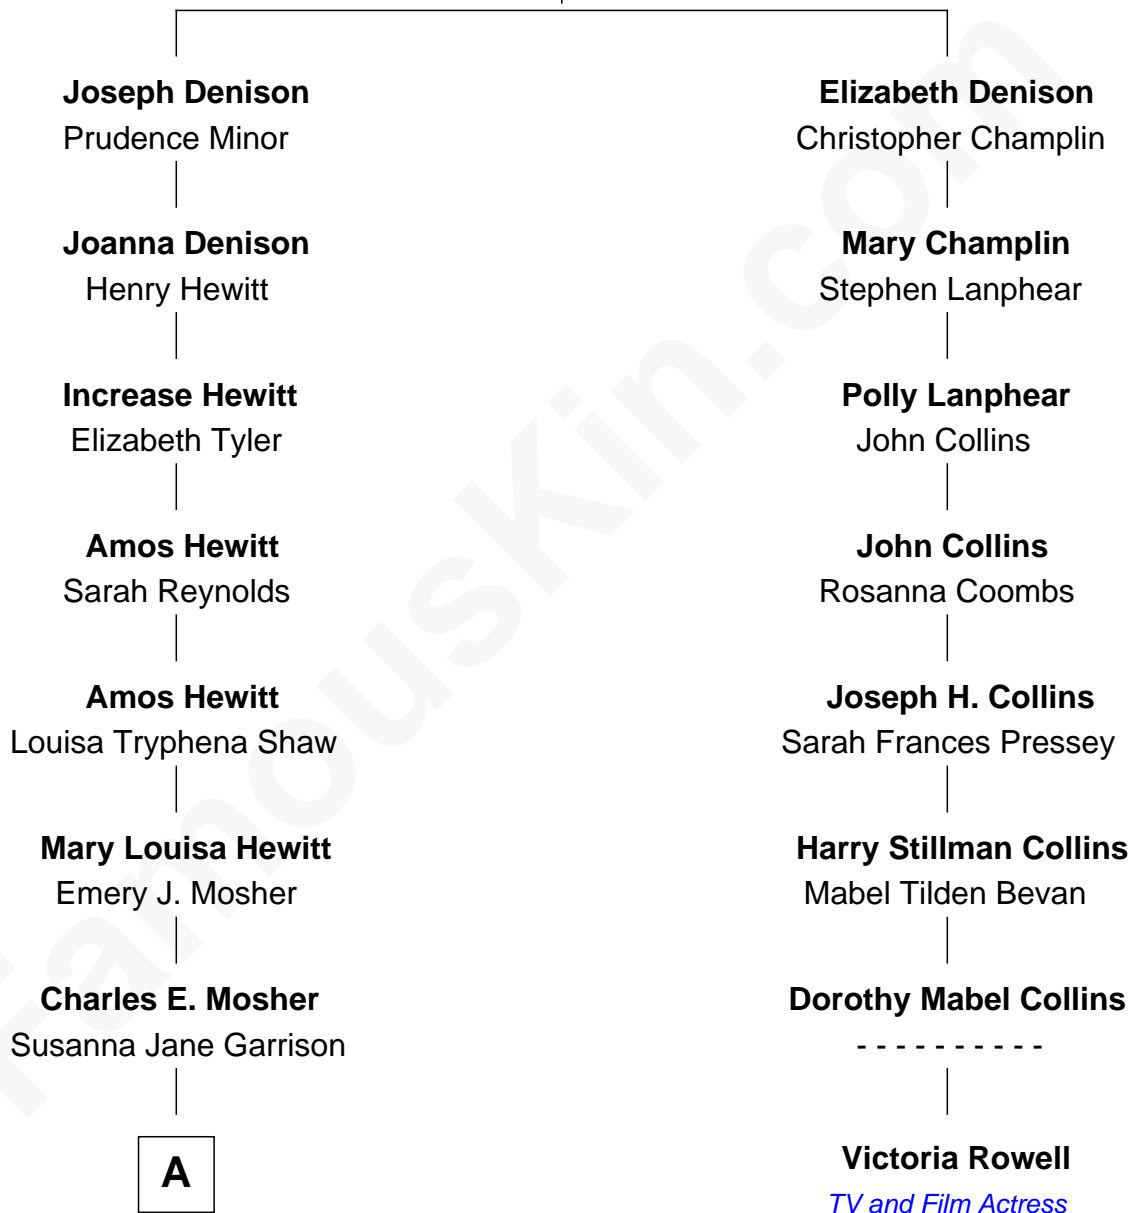 Joseph Denison
Prudence Minor
Joanna Denison
Henry Hewitt
Increase Hewitt
Elizabeth Tyler
Amos Hewitt
Sarah Reynolds
Amos Hewitt
Louisa Tryphena Shaw
Mary Louisa Hewitt
Emery J. Mosher
Charles E. Mosher
Susanna Jane Garrison
A
Elizabeth Denison
Christopher Champlin
Mary Champlin
Stephen Lanphear
Polly Lanphear
John Collins
John Collins
Rosanna Coombs
Joseph H. Collins
Sarah Frances Pressey
Harry Stillman Collins
Mabel Tilden Bevan
Dorothy Mabel Collins
- - - - - - - - - -
Victoria Rowell
TV and Film Actress
FamousKin.com